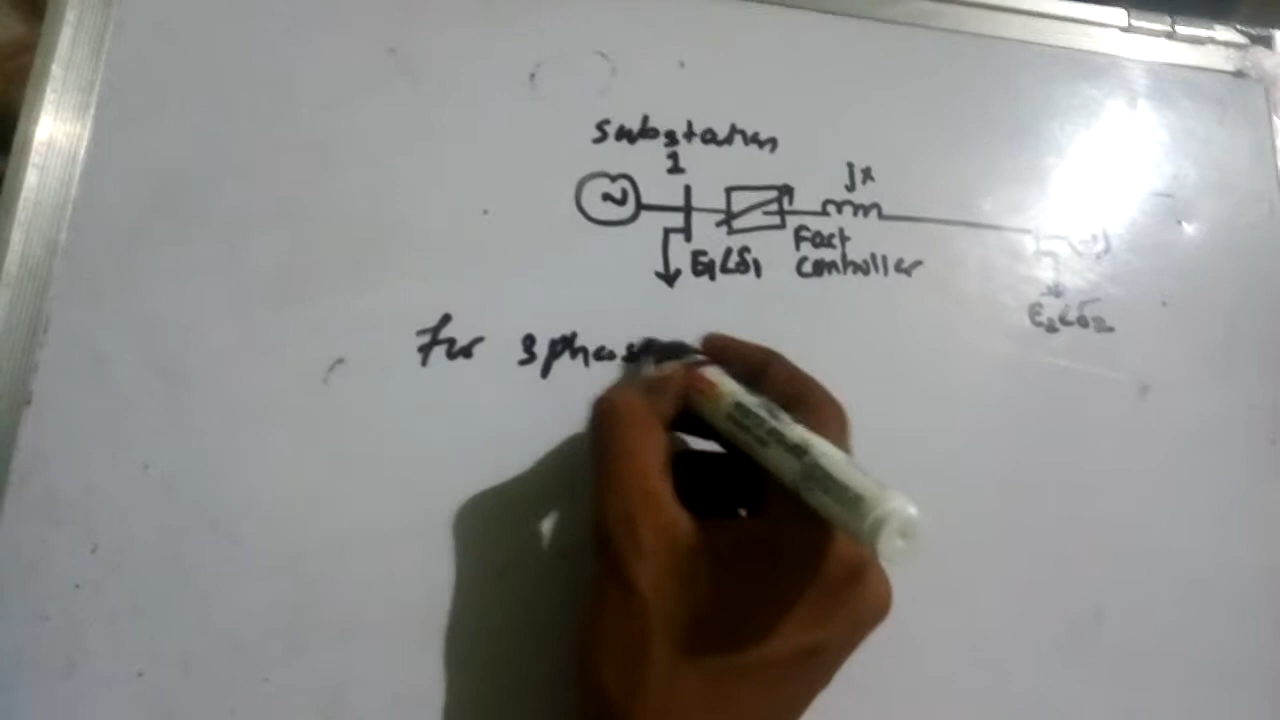 substation
1
jx
E1∠δ1
Fact
controller
E2∠δ2
For 3phas